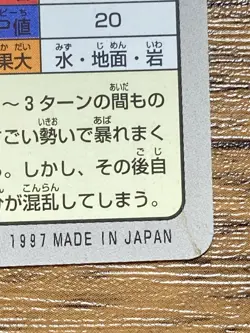 P値 20
果大 水・地面・岩
～3ターンの間もの
ごい勢いで暴れまく
。しかし、その後自
が混乱してしまう。
1997 MADE IN JAPAN